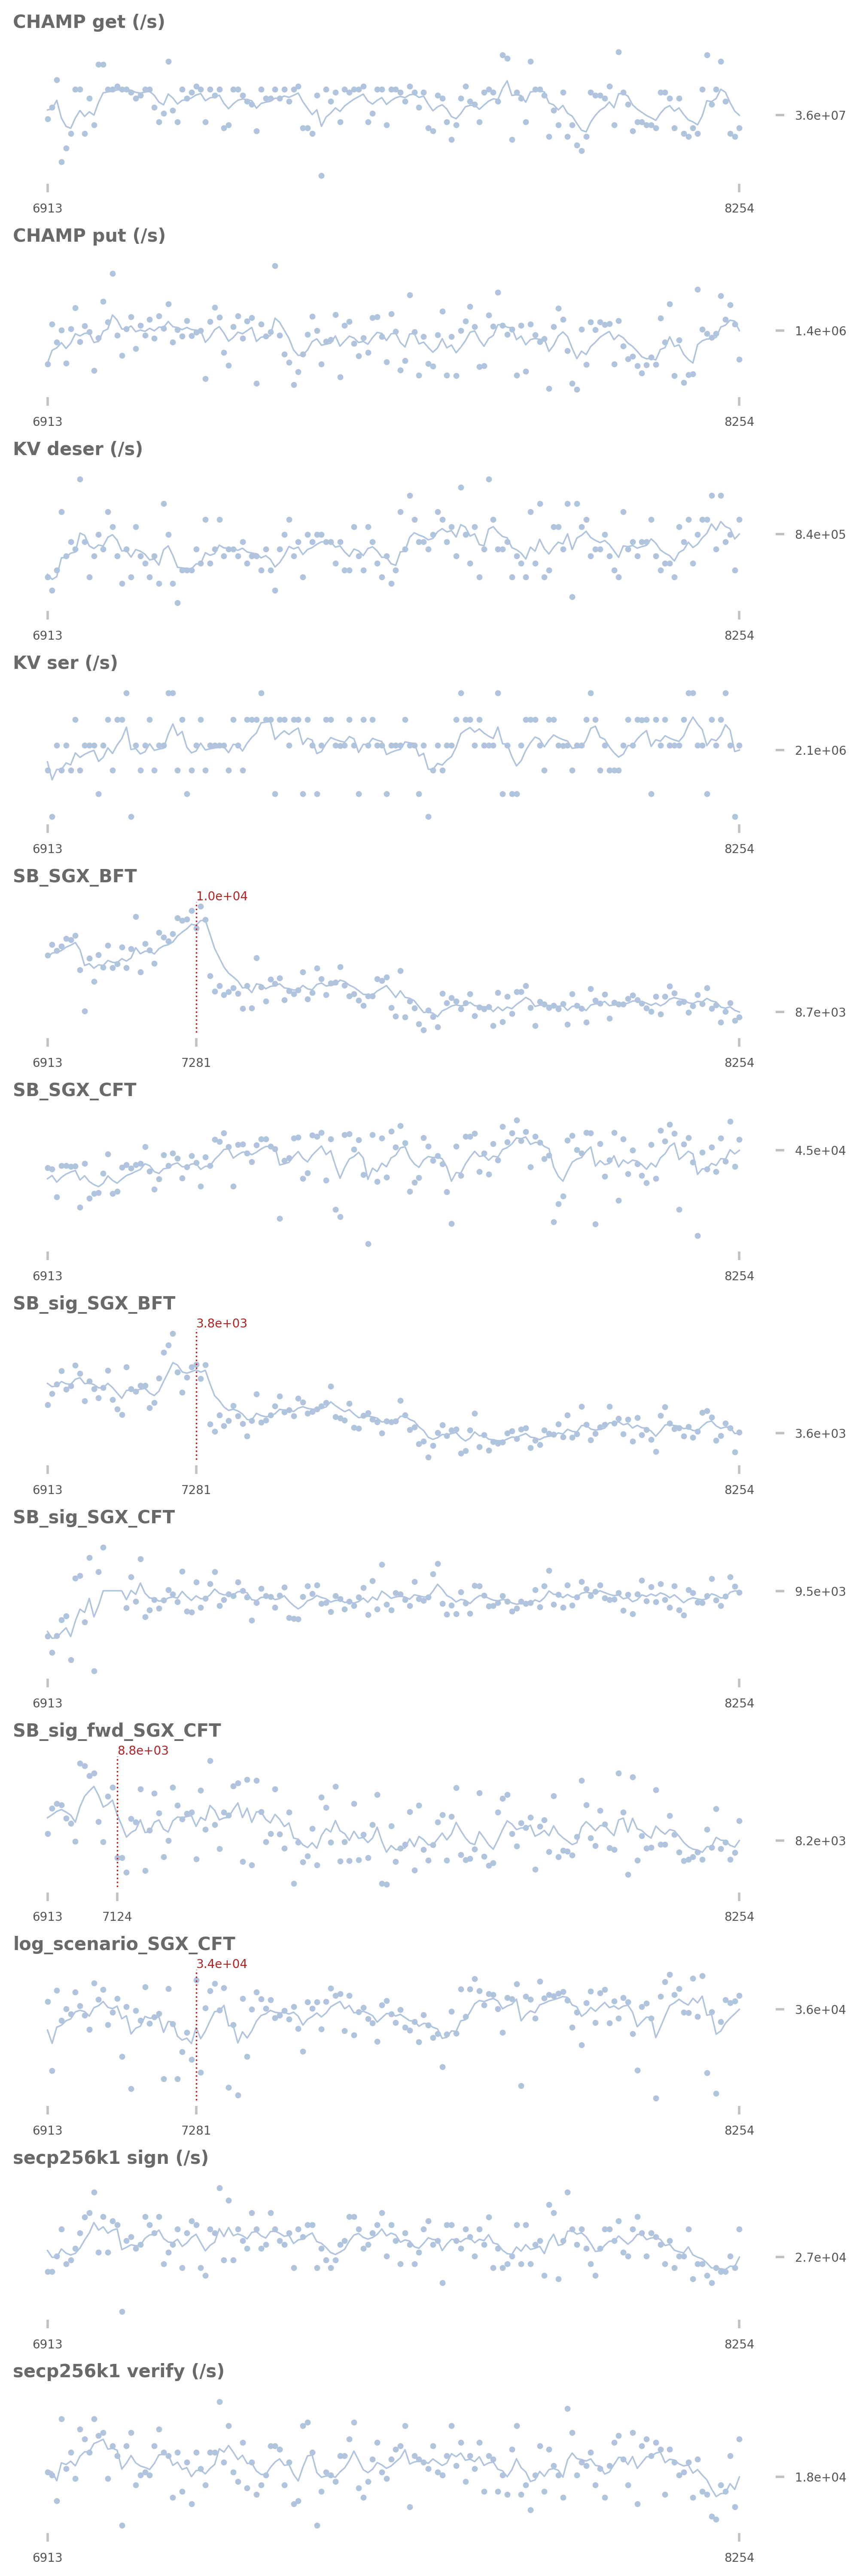 CHAMP get (/s)
3.6e+07
6913 8254
CHAMP put (/s)
1.4e+06
6913 8254
KV deser (/s)
8.4e+05
6913 8254
KV ser (/s)
2.1e+06
6913 8254
SB_SGX_BFT
1.0e+04
8.7e+03
6913 7281 8254
SB_SGX_CFT
4.5e+04
6913 8254
SB_sig_SGX_BFT
3.8e+03
3.6e+03
6913 7281 8254
SB_sig_SGX_CFT
9.5e+03
6913 8254
SB_sig_fwd_SGX_CFT
8.8e+03
8.2e+03
6913 7124 8254
log_scenario_SGX_CFT
3.4e+04
3.6e+04
6913 7281 8254
secp256k1 sign (/s)
2.7e+04
6913 8254
secp256k1 verify (/s)
1.8e+04
6913 8254